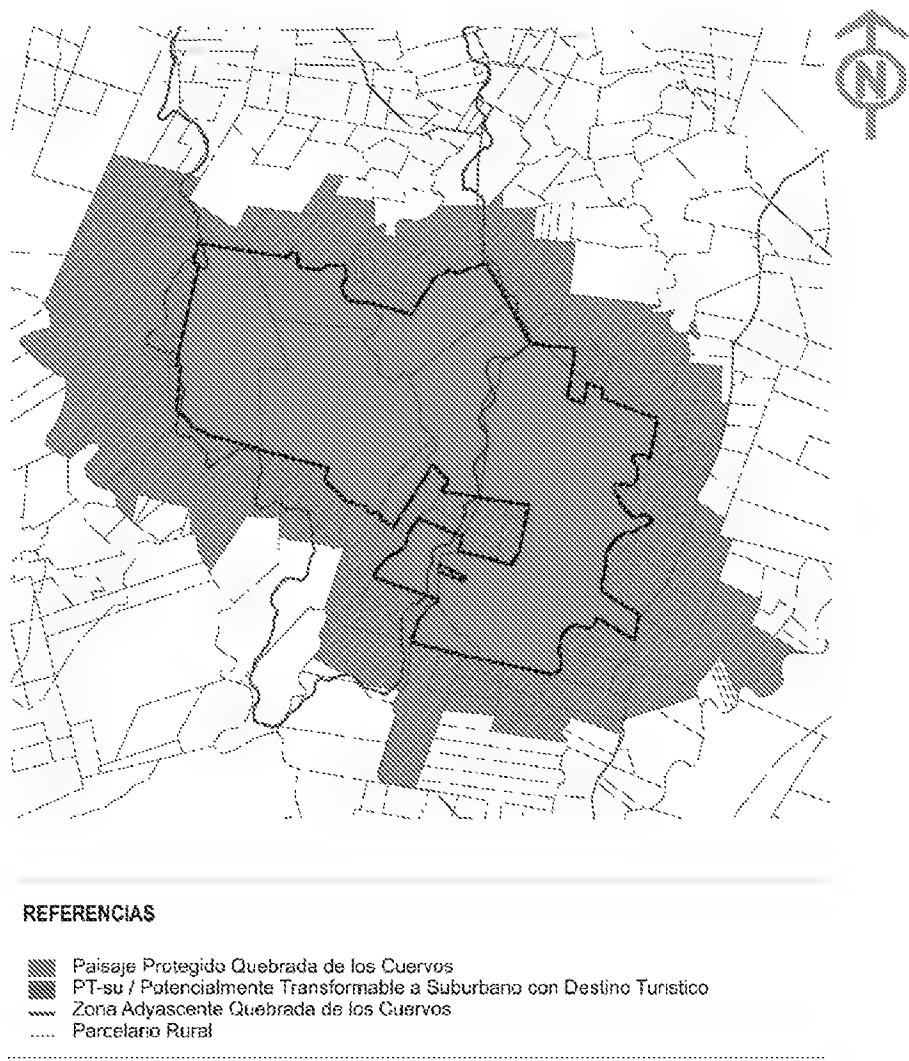 N
REFERENCIAS
Paisaje Protegido Quebrada de los Cuervos
PT-su / Potencialmente Transformable a Suburbano con Destino Turistico
Zona Adyascente Quebrada de los Cuervos
Parcelario Rural